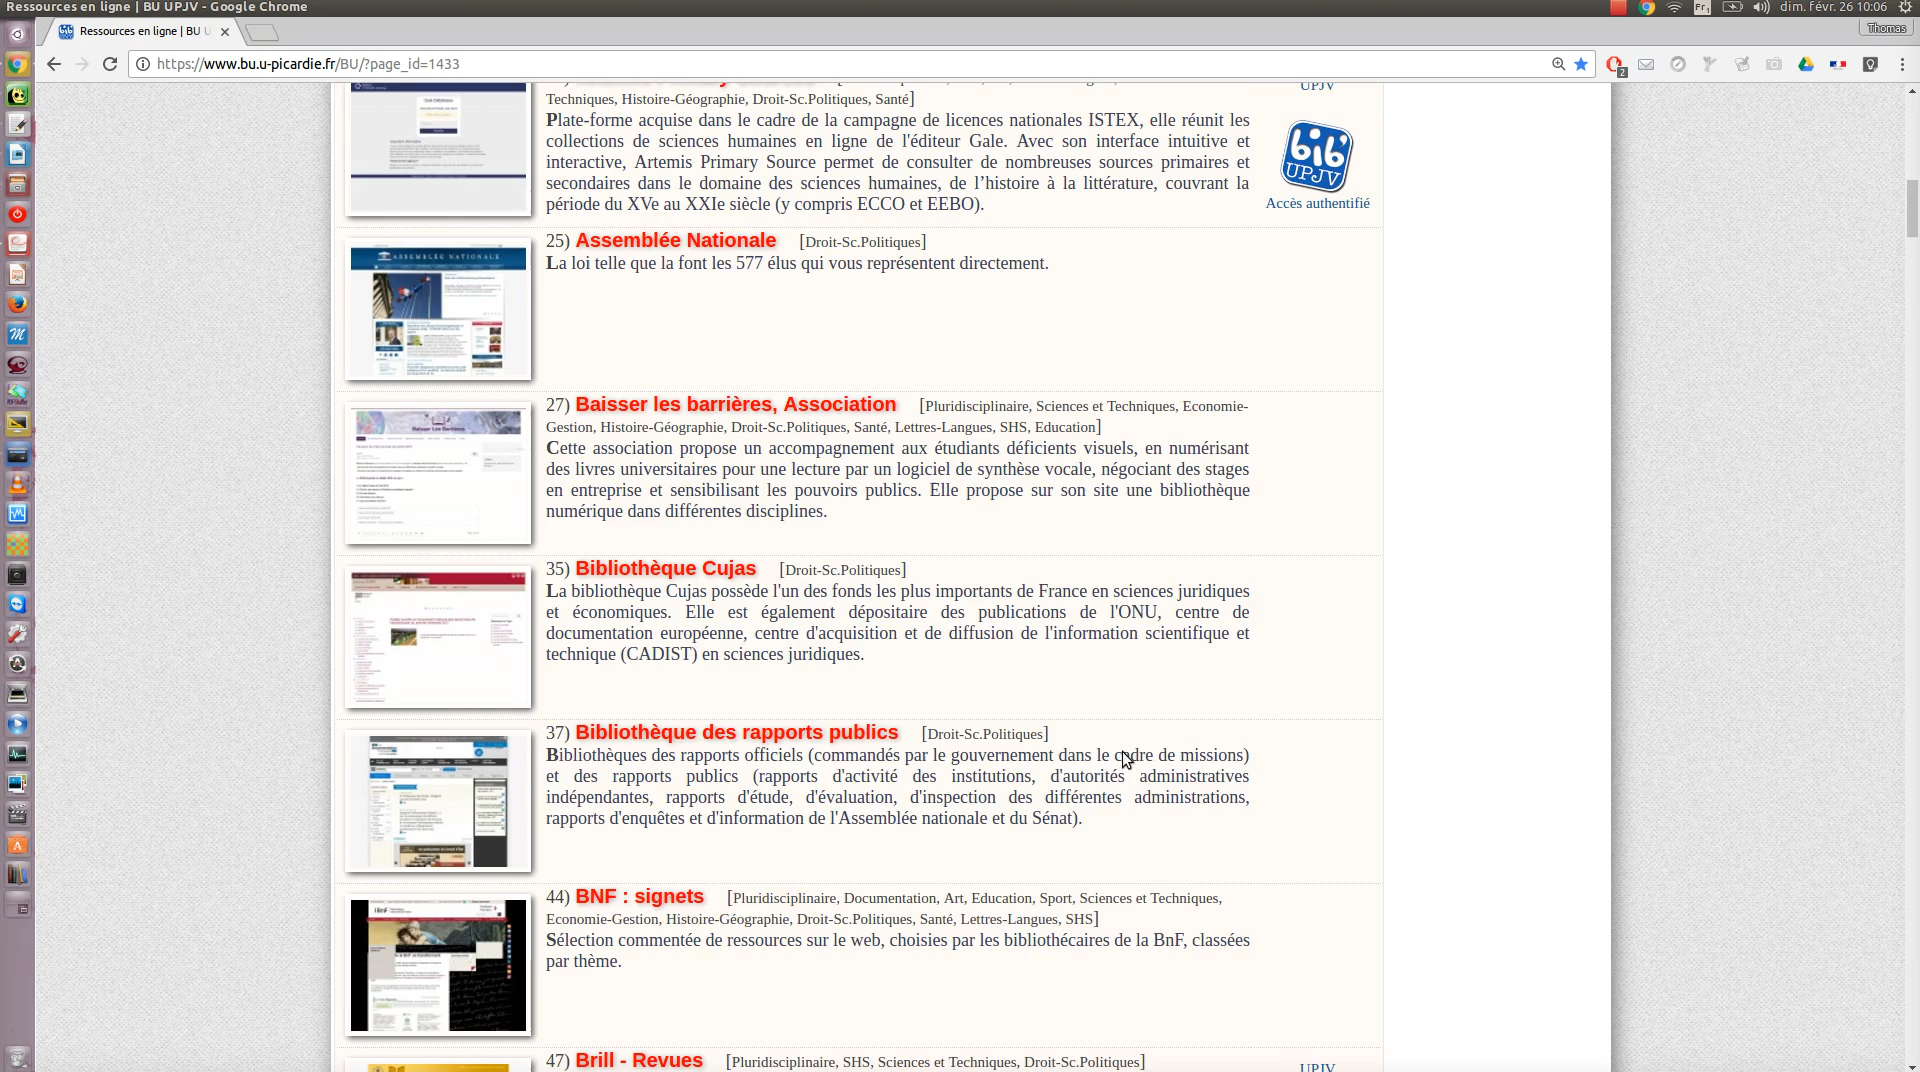 Ressources en ligne | BU UPJV - Google Chrome
Fr1
dim. févr. 26 10:06
Ressources en ligne | BU U
Thomas
https://www.bu.u-picardie.fr/BU/?page_id=1433
2
UPJV
Techniques, Histoire-Géographie, Droit-Sc.Politiques, Santé]
Plate-forme acquise dans le cadre de la campagne de licences nationales ISTEX, elle réunit les
collections de sciences humaines en ligne de l'éditeur Gale. Avec son interface intuitive et
interactive, Artemis Primary Source permet de consulter de nombreuses sources primaires et
secondaires dans le domaine des sciences humaines, de l’histoire à la littérature, couvrant la
période du XVe au XXIe siècle (y compris ECCO et EEBO).
bib'
UPJV
Accès authentifié
25) Assemblée Nationale [Droit-Sc.Politiques]
La loi telle que la font les 577 élus qui vous représentent directement.
ASSEMBLÉE NATIONALE
27) Baisser les barrières, Association [Pluridisciplinaire, Sciences et Techniques, Economie-
Gestion, Histoire-Géographie, Droit-Sc.Politiques, Santé, Lettres-Langues, SHS, Education]
Cette association propose un accompagnement aux étudiants déficients visuels, en numérisant
des livres universitaires pour une lecture par un logiciel de synthèse vocale, négociant des stages
en entreprise et sensibilisant les pouvoirs publics. Elle propose sur son site une bibliothèque
numérique dans différentes disciplines.
Baisser Les Barrières
35) Bibliothèque Cujas [Droit-Sc.Politiques]
La bibliothèque Cujas possède l'un des fonds les plus importants de France en sciences juridiques
et économiques. Elle est également dépositaire des publications de l'ONU, centre de
documentation européenne, centre d'acquisition et de diffusion de l'information scientifique et
technique (CADIST) en sciences juridiques.
37) Bibliothèque des rapports publics [Droit-Sc.Politiques]
Bibliothèques des rapports officiels (commandés par le gouvernement dans le cadre de missions)
et des rapports publics (rapports d'activité des institutions, d'autorités administratives
indépendantes, rapports d'étude, d'évaluation, d'inspection des différentes administrations,
rapports d'enquêtes et d'information de l'Assemblée nationale et du Sénat).
44) BNF : signets [Pluridisciplinaire, Documentation, Art, Education, Sport, Sciences et Techniques,
Economie-Gestion, Histoire-Géographie, Droit-Sc.Politiques, Santé, Lettres-Langues, SHS]
Sélection commentée de ressources sur le web, choisies par les bibliothécaires de la BnF, classées
par thème.
47) Brill - Revues [Pluridisciplinaire, SHS, Sciences et Techniques, Droit-Sc.Politiques]
UPJV